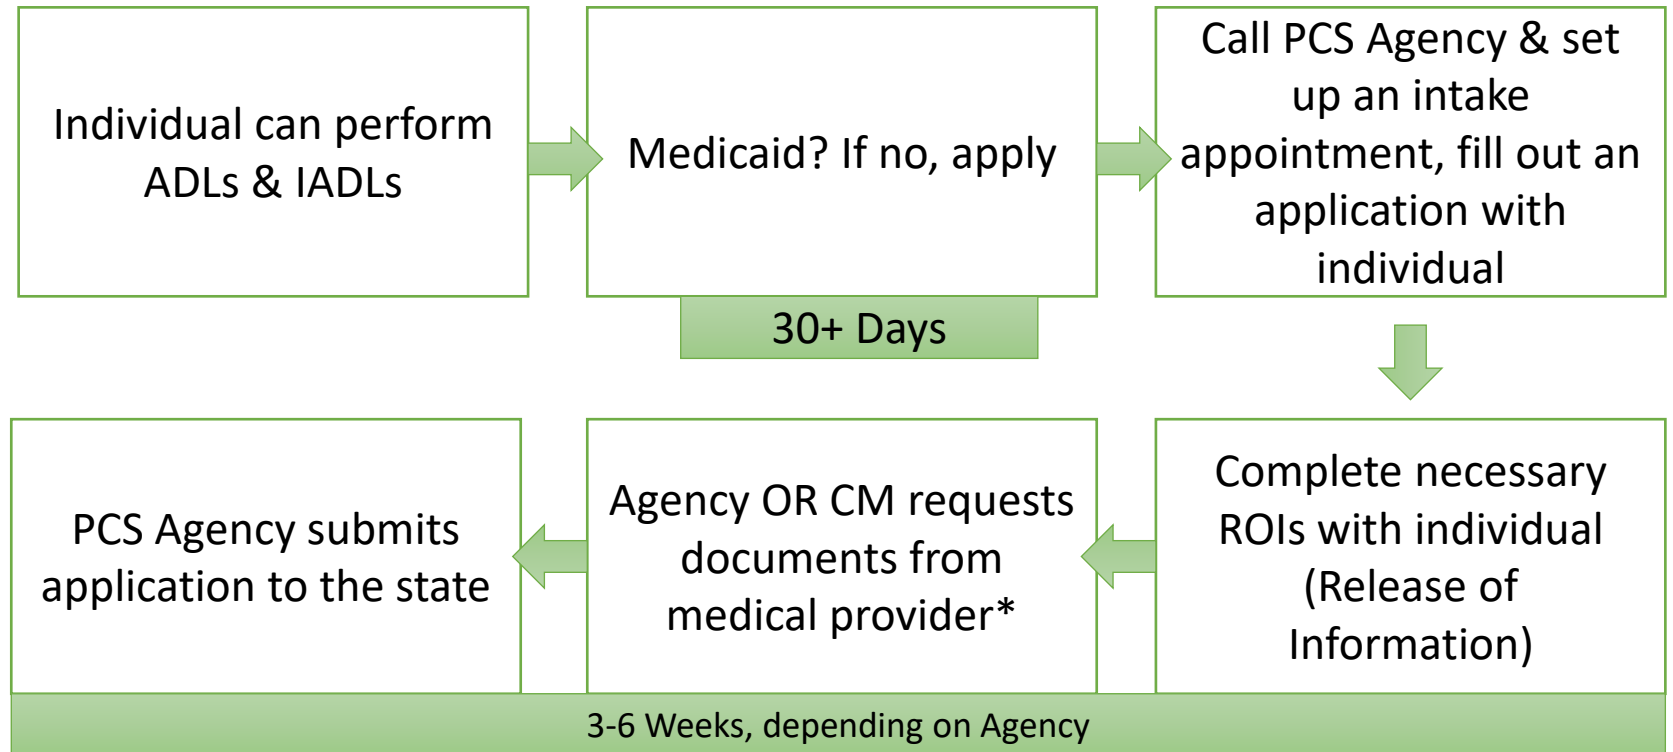 Individual can perform
ADLs & IADLs
Medicaid? If no, apply
30+ Days
Call PCS Agency & set
up an intake
appointment, fill out an
application with
individual
Complete necessary
ROIs with individual
(Release of
Information)
Agency OR CM requests
documents from
medical provider*
PCS Agency submits
application to the state
3-6 Weeks, depending on Agency